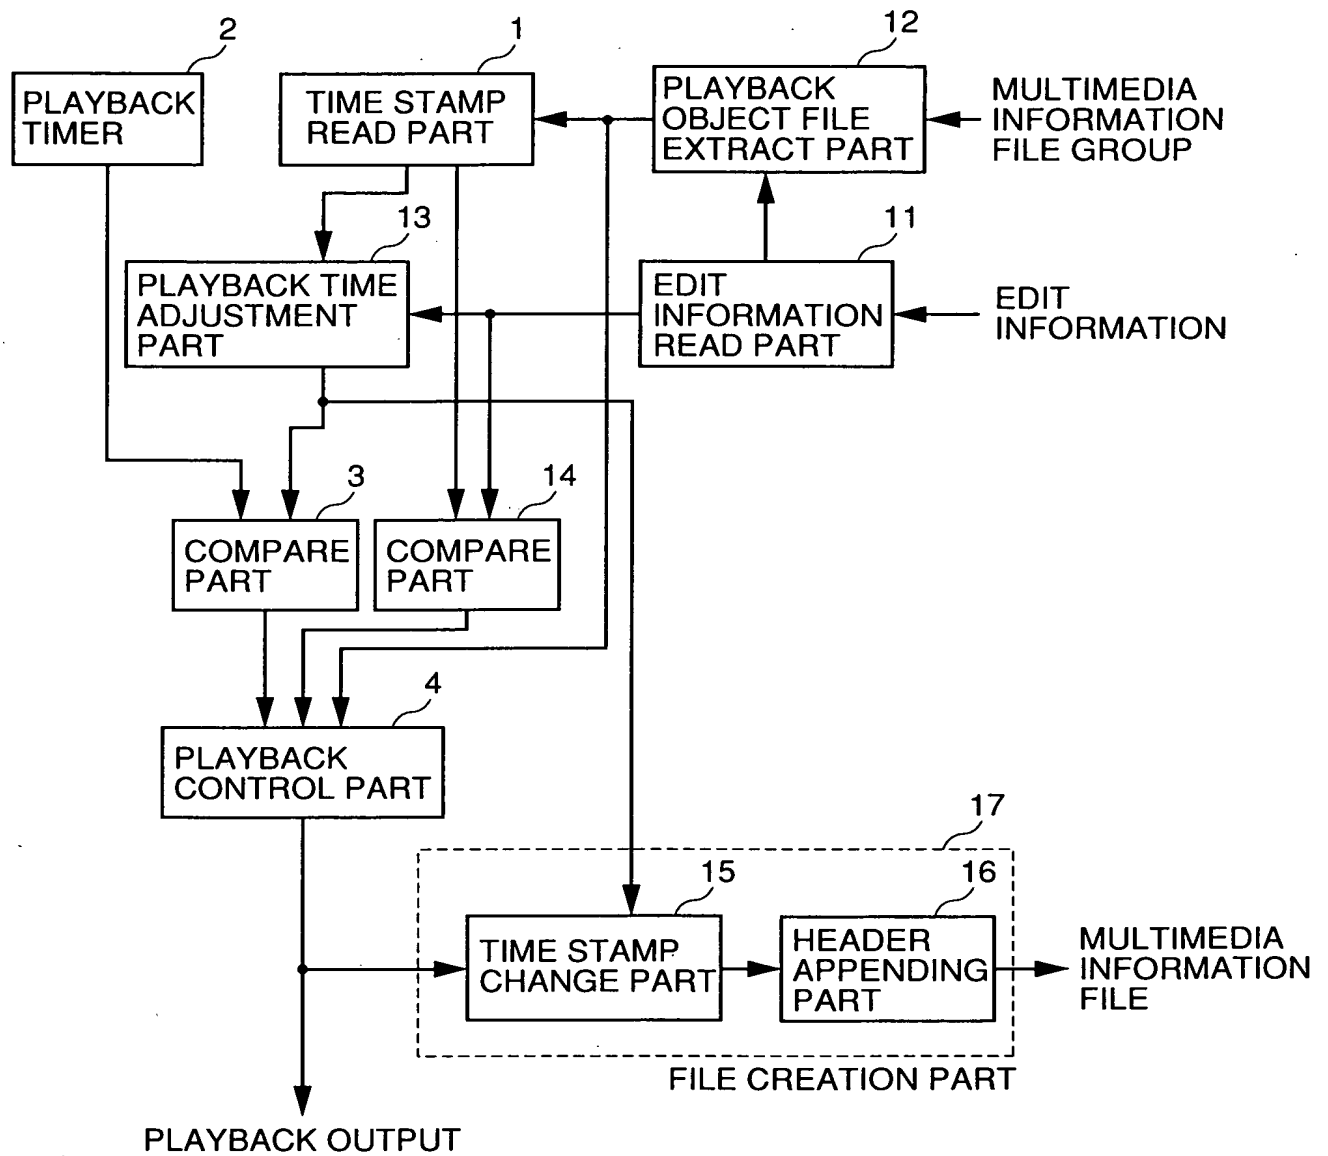 2
1
12
PLAYBACK
TIMER
TIME STAMP
READ PART
PLAYBACK
OBJECT FILE
EXTRACT PART
MULTIMEDIA
INFORMATION
FILE GROUP
13
11
PLAYBACK TIME
ADJUSTMENT
PART
EDIT
INFORMATION
READ PART
EDIT
INFORMATION
3
14
COMPARE
PART
COMPARE
PART
4
PLAYBACK
CONTROL PART
17
15
16
TIME STAMP
CHANGE PART
HEADER
APPENDING
PART
MULTIMEDIA
INFORMATION
FILE
FILE CREATION PART
PLAYBACK OUTPUT